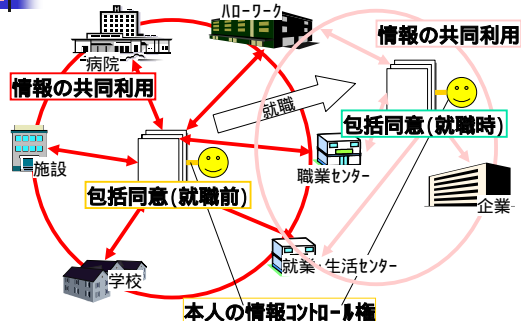 ハローワーク
情報の共同利用
病院
情報の共同利用
就職
包括同意(就職時)
施設
職業センター
包括同意(就職前)
企業
就業・生活センター
学校
本人の情報コントロール権